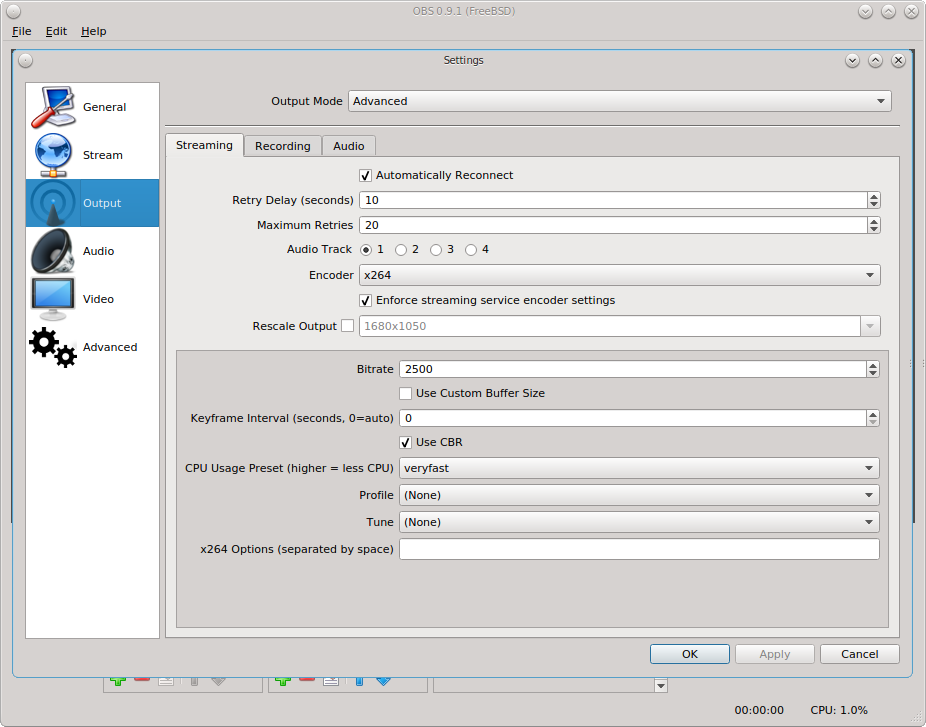 OBS 0.9.1 (FreeBSD)
File Edit Help
Settings
General
Stream
Output
Audio
Video
Advanced
Output Mode Advanced
Streaming Recording Audio
Automatically Reconnect
Retry Delay (seconds) 10
Maximum Retries 20
Audio Track 1 2 3 4
Encoder x264
Enforce streaming service encoder settings
Rescale Output 1680x1050
Bitrate 2500
Use Custom Buffer Size
Keyframe Interval (seconds, 0=auto) 0
Use CBR
CPU Usage Preset (higher = less CPU) veryfast
Profile (None)
Tune (None)
x264 Options (separated by space)
OK Apply Cancel
00:00:00 CPU: 1.0%